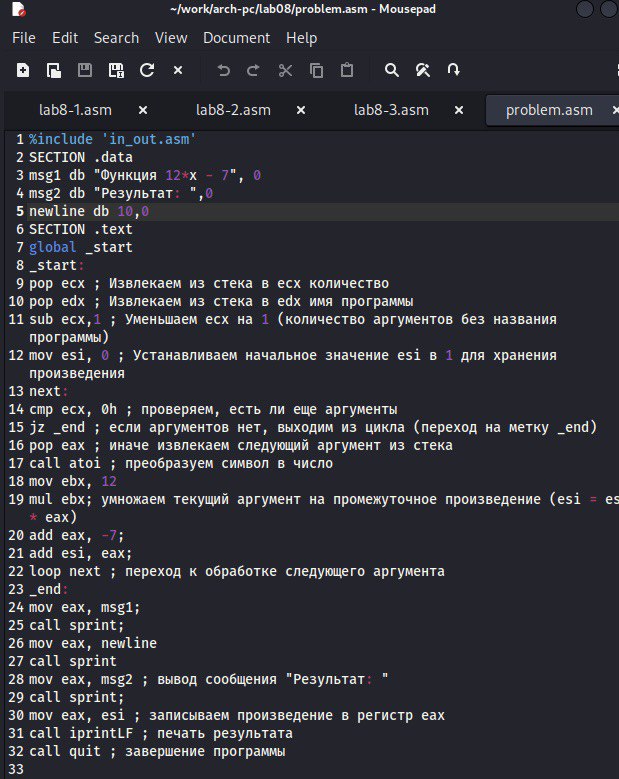 ~/work/arch-pc/lab08/problem.asm - Mousepad
File Edit Search View Document Help
lab8-1.asm lab8-2.asm lab8-3.asm problem.asm
1 %include 'in_out.asm'
2 SECTION .data
3 msg1 db "Функция 12*x - 7", 0
4 msg2 db "Результат: ",0
5 newline db 10,0
6 SECTION .text
7 global _start
8 _start:
9 pop ecx ; Извлекаем из стека в ecx количество
10 pop edx ; Извлекаем из стека в edx имя программы
11 sub ecx,1 ; Уменьшаем ecx на 1 (количество аргументов без названия
программы)
12 mov esi, 0 ; Устанавливаем начальное значение esi в 1 для хранения
произведения
13 next:
14 cmp ecx, 0h ; проверяем, есть ли еще аргументы
15 jz _end ; если аргументов нет, выходим из цикла (переход на метку _end)
16 pop eax ; иначе извлекаем следующий аргумент из стека
17 call atoi ; преобразуем символ в число
18 mov ebx, 12
19 mul ebx; умножаем текущий аргумент на промежуточное произведение (esi = es
* eax)
20 add eax, -7;
21 add esi, eax;
22 loop next ; переход к обработке следующего аргумента
23 _end:
24 mov eax, msg1;
25 call sprint;
26 mov eax, newline
27 call sprint
28 mov eax, msg2 ; вывод сообщения "Результат: "
29 call sprint;
30 mov eax, esi ; записываем произведение в регистр eax
31 call iprintLF ; печать результата
32 call quit ; завершение программы
33